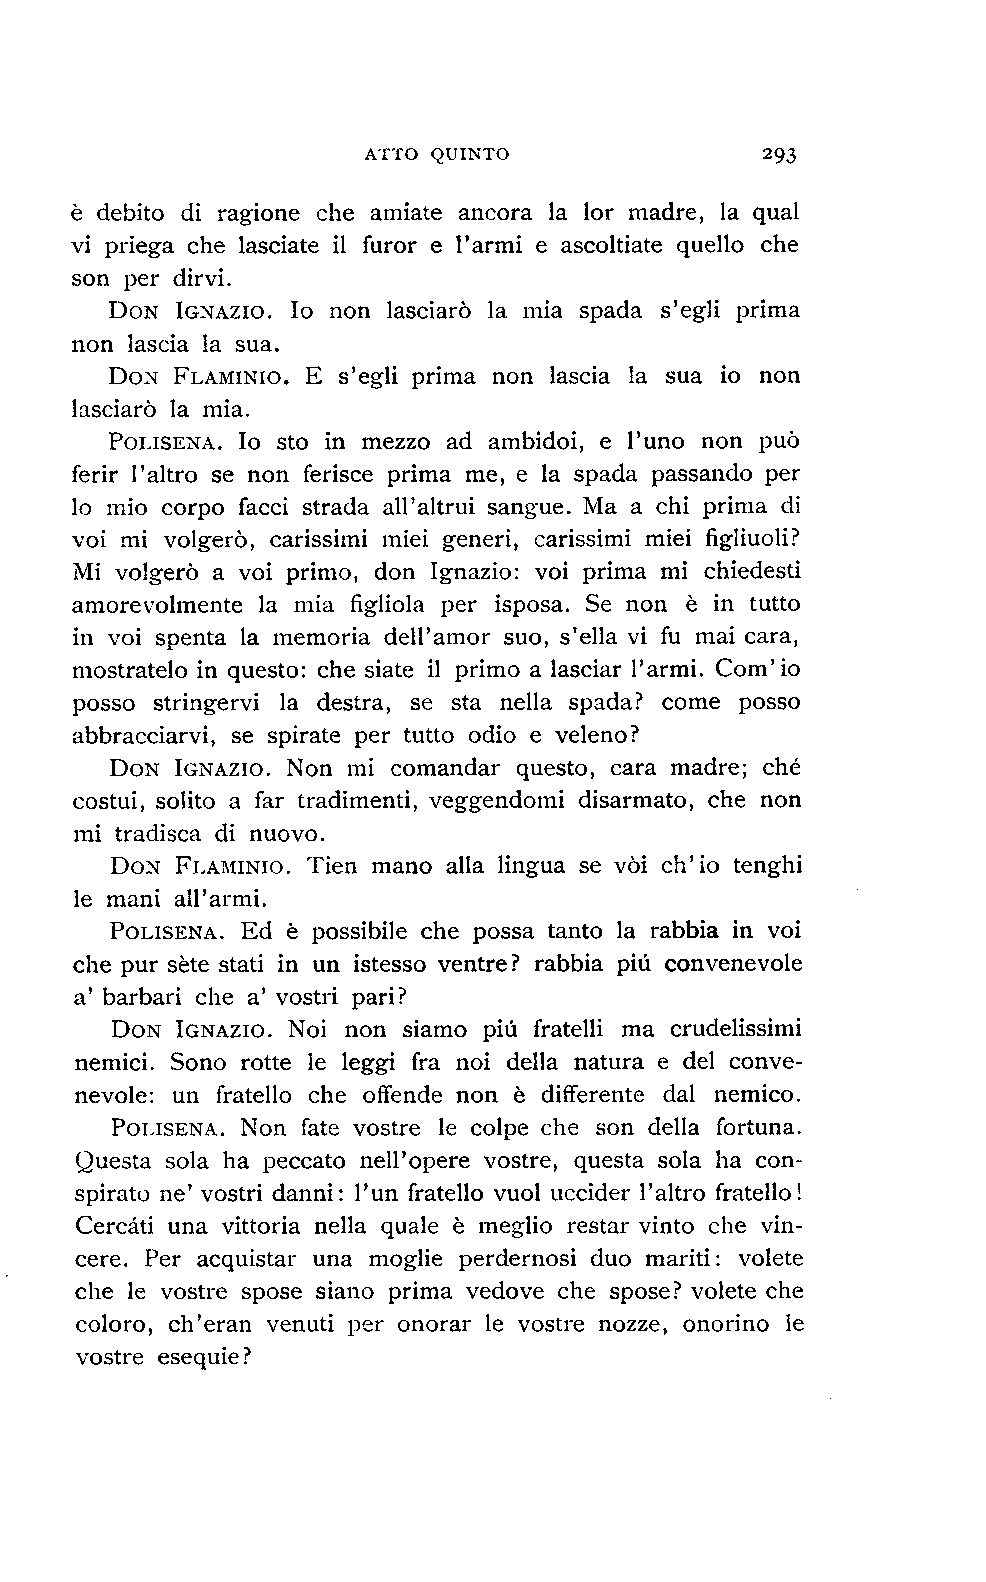 ATTO QUINTO 293
è debito di ragione che amiate ancora la lor madre, la qual
vi priega che lasciate il furor e l'armi e ascoltiate quello che
son per dirvi.
DON IGNAZIO. Io non lasciarò la mia spada s'egli prima
non lascia la sua.
DON FLAMINIO. E s'egli prima non lascia la sua io non
lasciarò la mia.
POLISENA. Io sto in mezzo ad ambidoi, e l'uno non può
ferir l'altro se non ferisce prima me, e la spada passando per
lo mio corpo facci strada all'altrui sangue. Ma a chi prima di
voi mi volgerò, carissimi miei generi, carissimi miei figliuoli?
Mi volgerò a voi primo, don Ignazio: voi prima mi chiedesti
amorevolmente la mia figliola per isposa. Se non è in tutto
in voi spenta la memoria dell'amor suo, s'ella vi fu mai cara,
mostratelo in questo: che siate il primo a lasciar l'armi. Com' io
posso stringervi la destra, se sta nella spada? come posso
abbracciarvi, se spirate per tutto odio e veleno?
DON IGNAZIO. Non mi comandar questo, cara madre; ché
costui, solito a far tradimenti, veggendomi disarmato, che non
mi tradisca di nuovo.
DON FLAMINIO. Tien mano alla lingua se vòi ch' io tenghi
le mani all'armi.
POLISENA. Ed è possibile che possa tanto la rabbia in voi
che pur sète stati in un istesso ventre? rabbia piú convenevole
a' barbari che a' vostri pari?
DON IGNAZIO. Noi non siamo piú fratelli ma crudelissimi
nemici. Sono rotte le leggi fra noi della natura e del conve-
nevole: un fratello che offende non è differente dal nemico.
POLISENA. Non fate vostre le colpe che son della fortuna.
Questa sola ha peccato nell'opere vostre, questa sola ha con-
spirato ne' vostri danni: l'un fratello vuol uccider l'altro fratello!
Cercáti una vittoria nella quale è meglio restar vinto che vin-
cere. Per acquistar una moglie perdernosi duo mariti: volete
che le vostre spose siano prima vedove che spose? volete che
coloro, ch'eran venuti per onorar le vostre nozze, onorino le
vostre esequie?